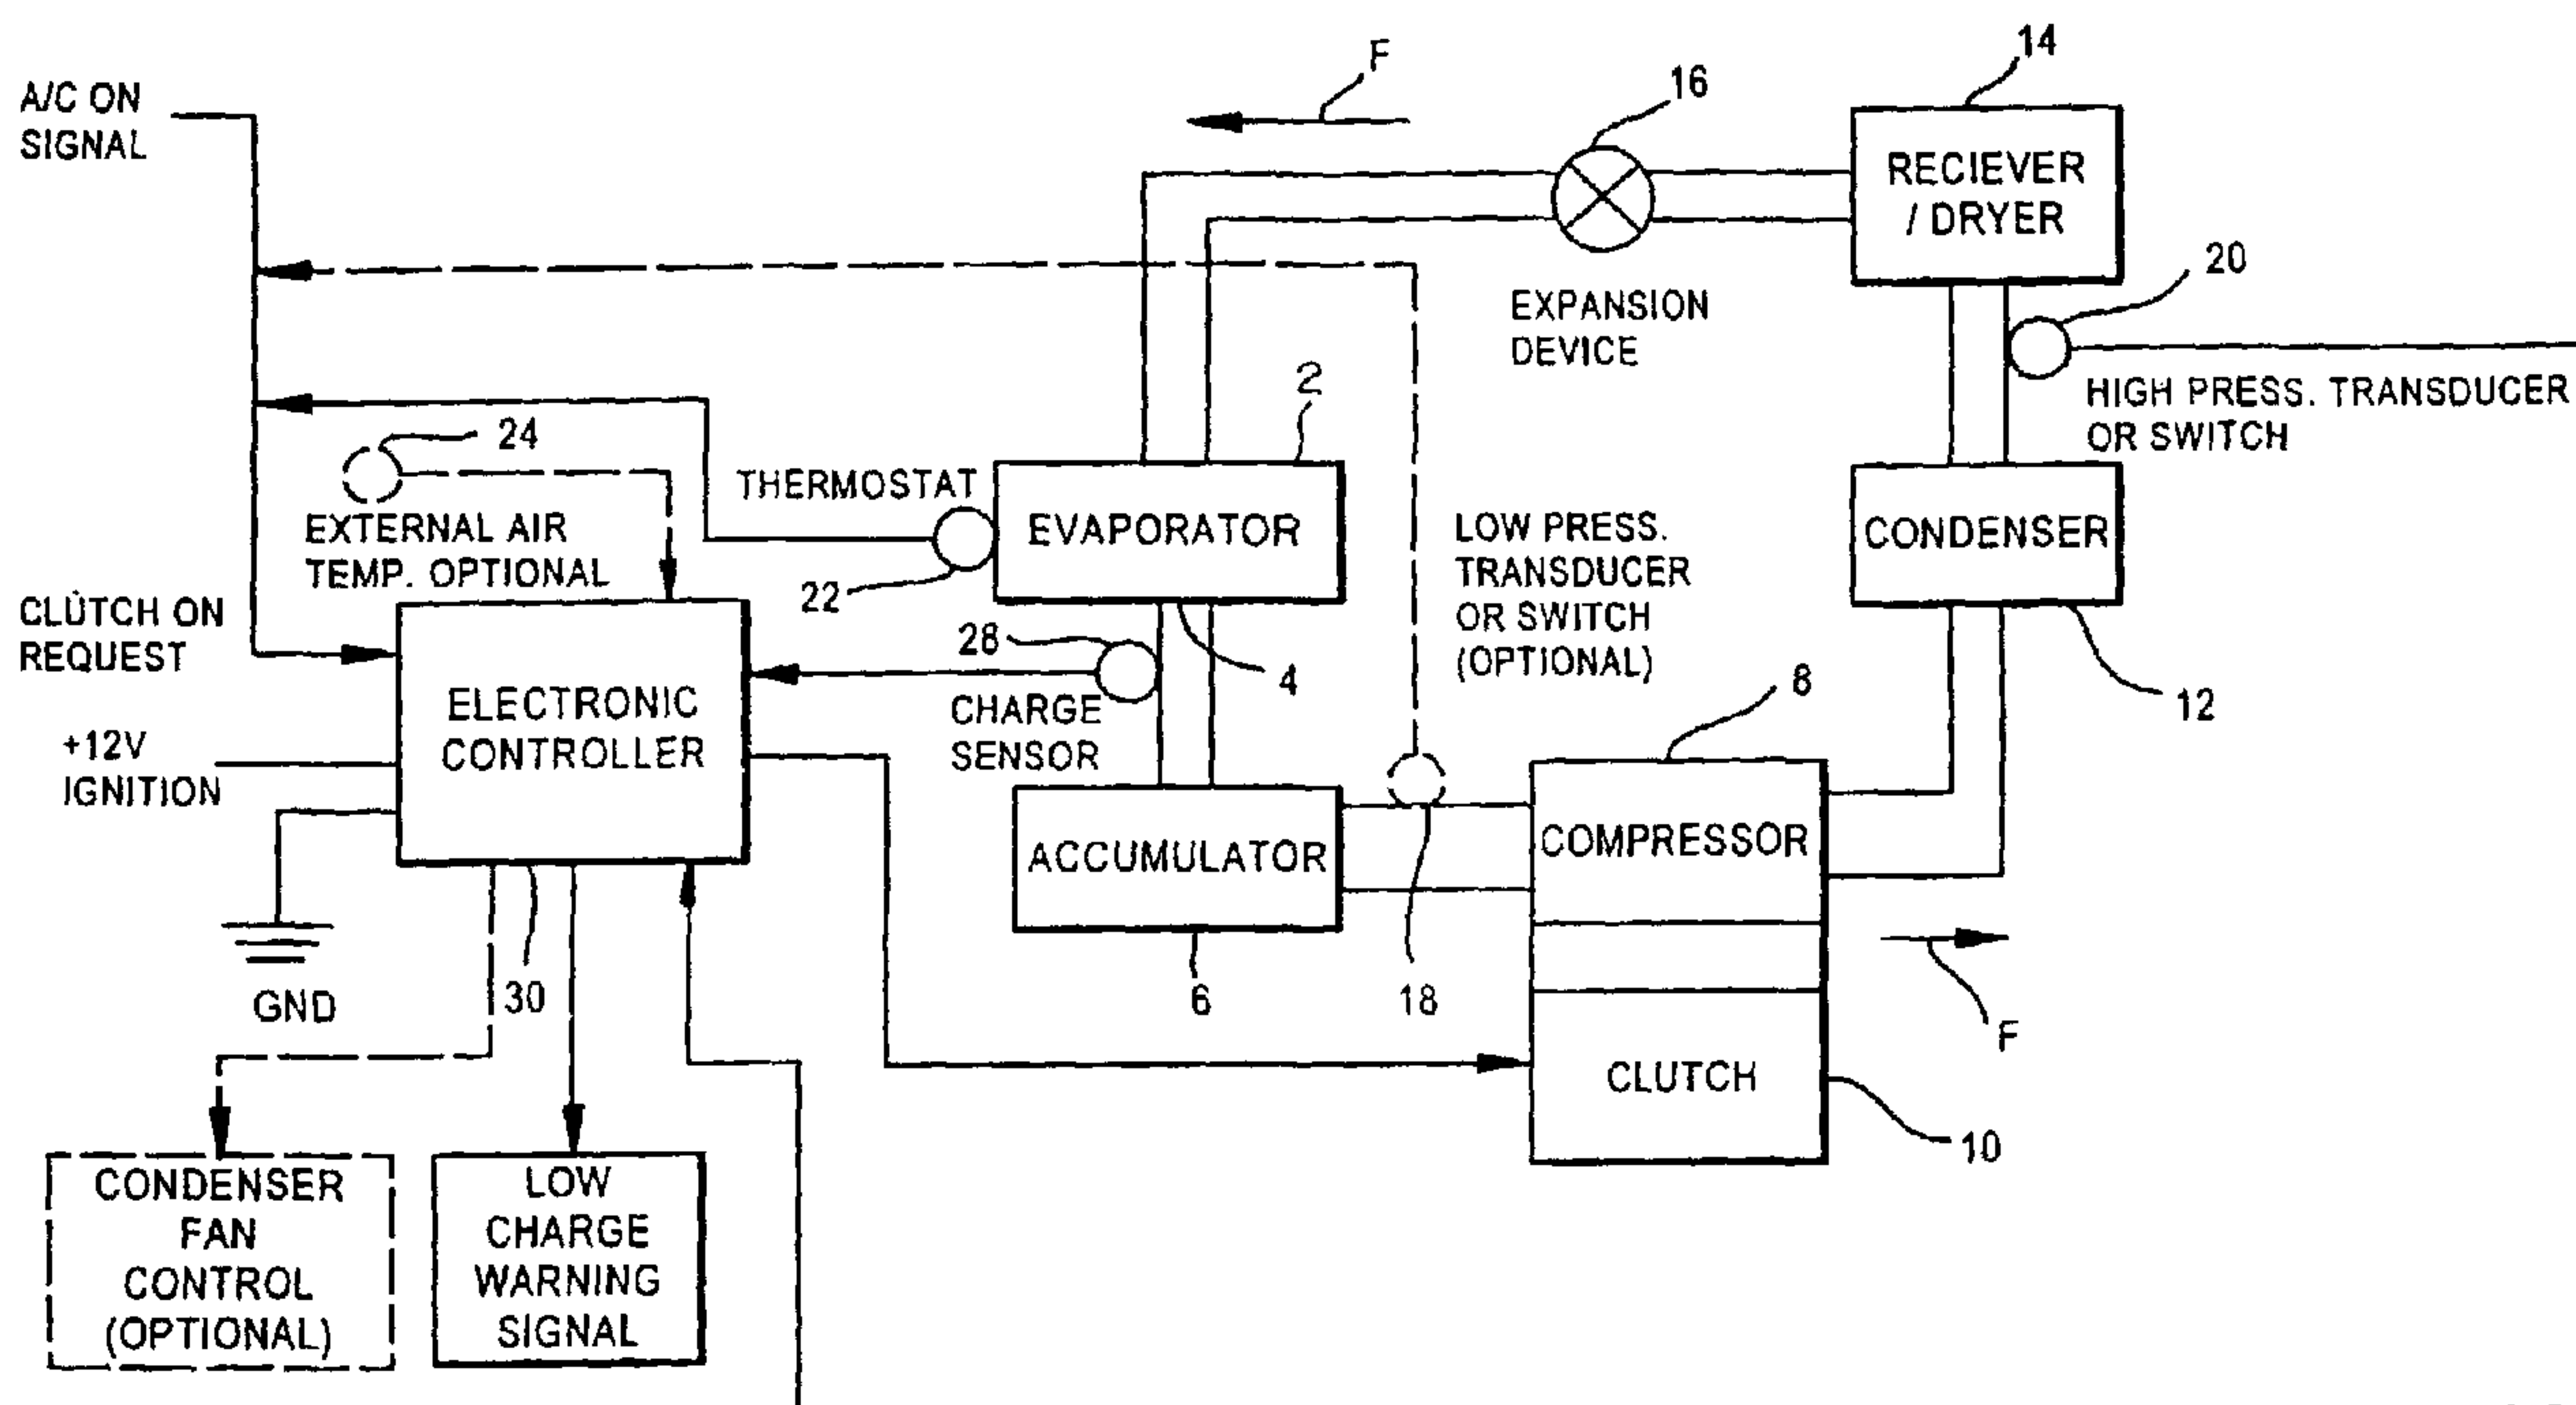 F
14
16
A/C ON
SIGNAL
RECIEVER
/ DRYER
20
EXPANSION
DEVICE
HIGH PRESS. TRANSDUCER
OR SWITCH
2
24
THERMOSTAT
EXTERNAL AIR
TEMP. OPTIONAL
EVAPORATOR
22
LOW PRESS.
TRANSDUCER
OR SWITCH
(OPTIONAL)
CONDENSER
12
CLUTCH ON
REQUEST
28
4
CHARGE
SENSOR
ELECTRONIC
CONTROLLER
+12V
IGNITION
8
ACCUMULATOR
COMPRESSOR
GND
30
6
18
F
CLUTCH
10
CONDENSER
FAN
CONTROL
(OPTIONAL)
LOW
CHARGE
WARNING
SIGNAL